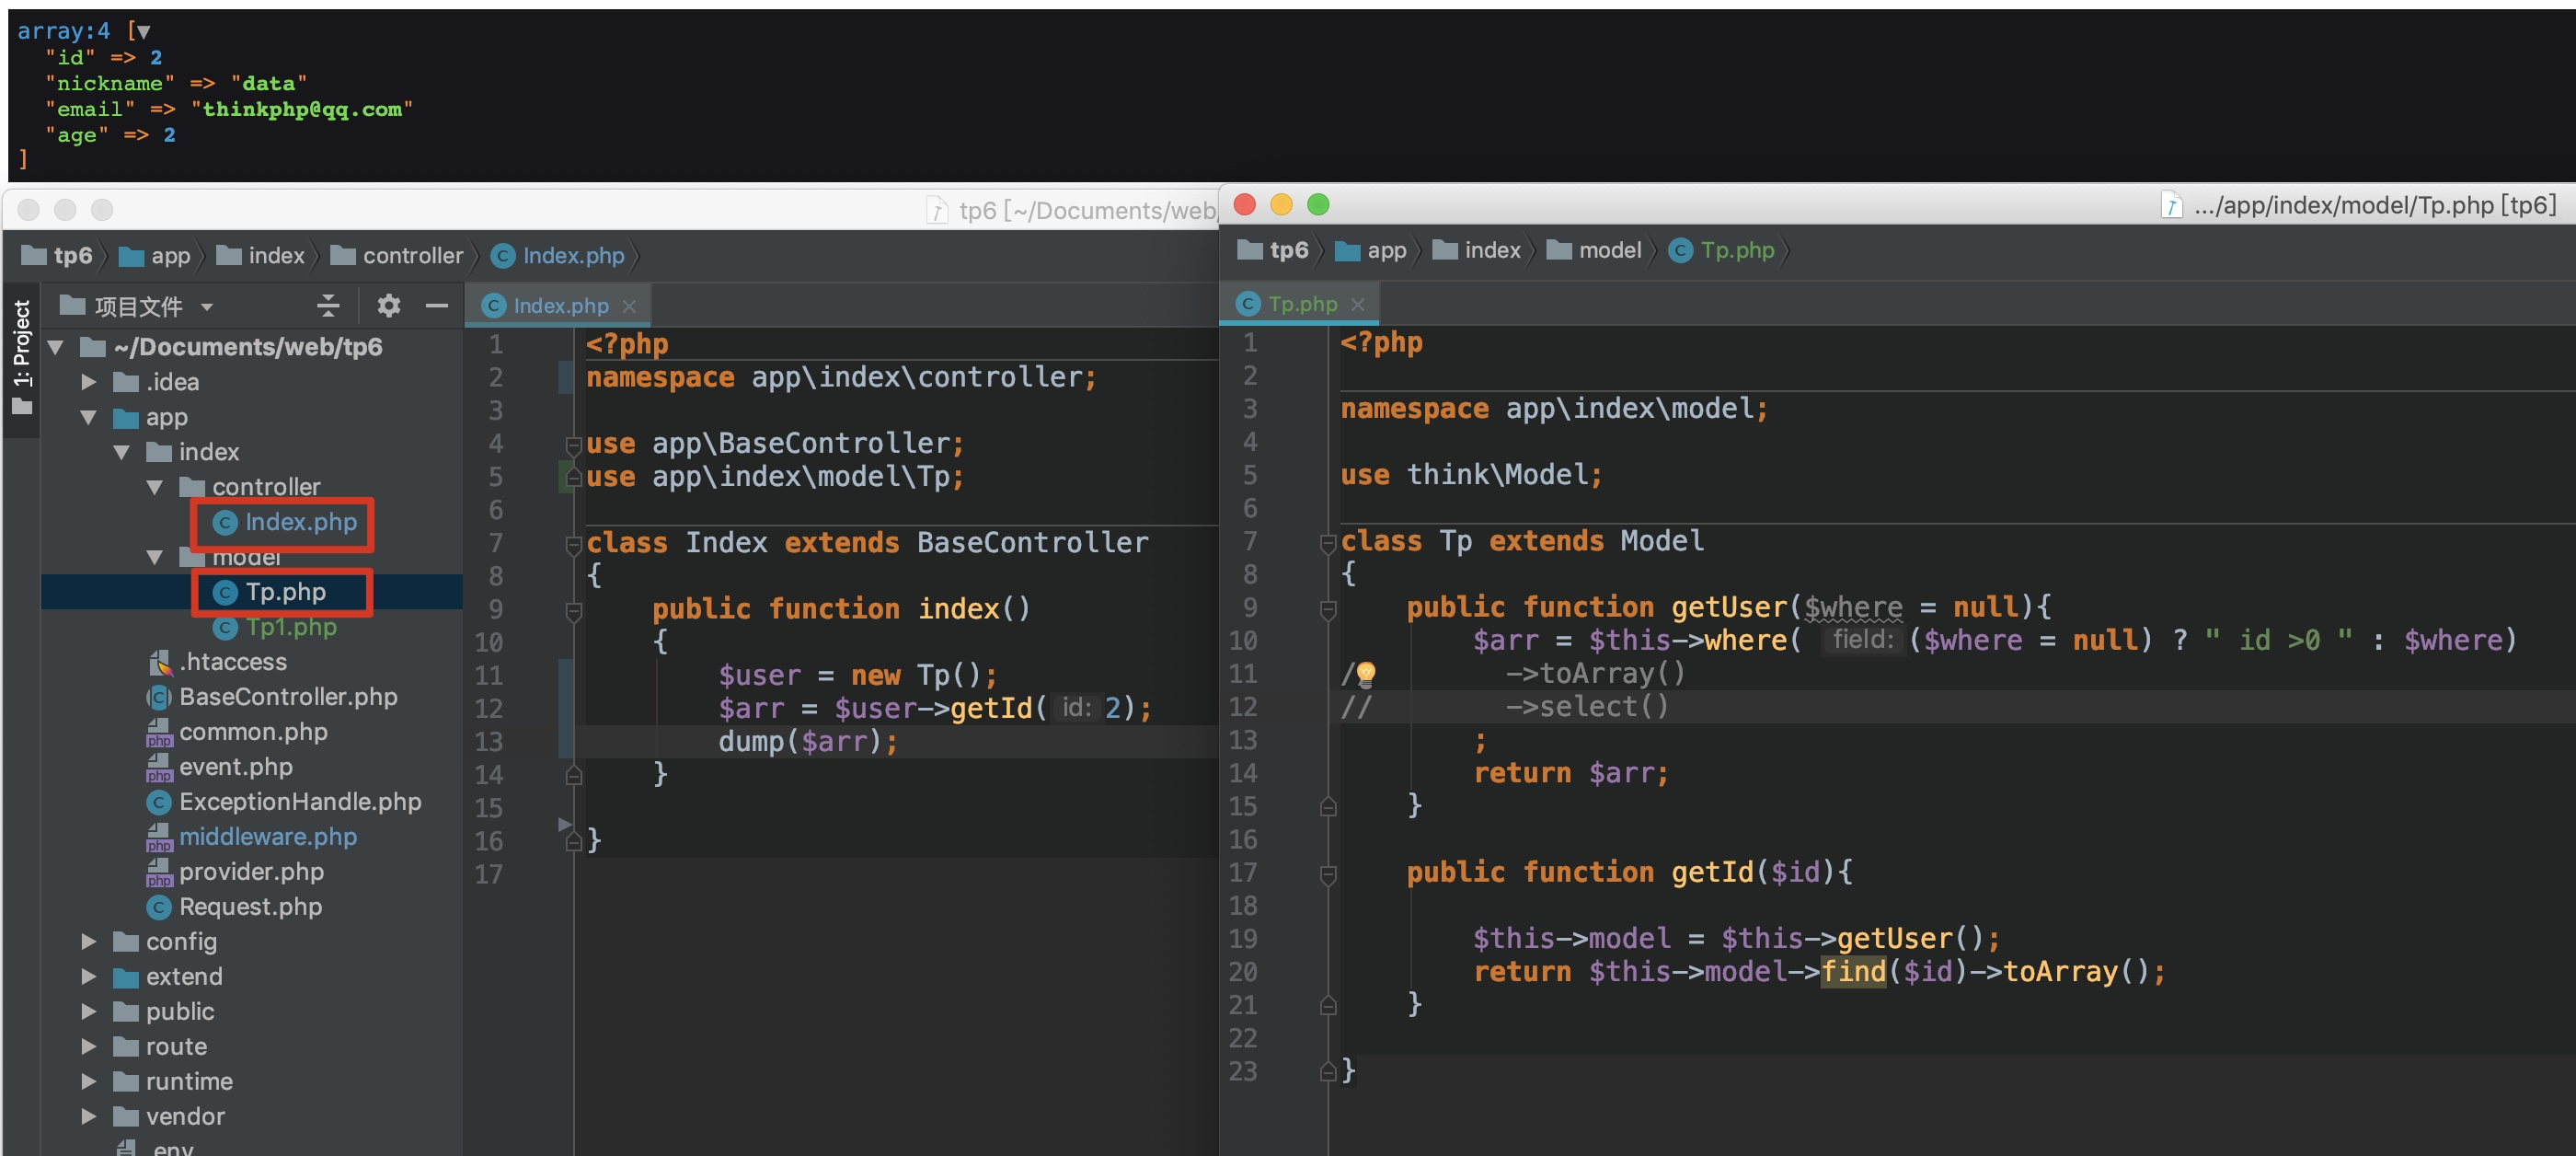 array:4 [▼
"id" => 2
"nickname" => "data"
"email" => "thinkphp@qq.com"
"age" => 2
]
tp6 [~/Documents/web/
tp6 app index controller Index.php
1: Project
项目文件
~/Documents/web/tp6
.idea
app
index
controller
Index.php
model
Tp.php
Tp1.php
.htaccess
BaseController.php
common.php
event.php
ExceptionHandle.php
middleware.php
provider.php
Request.php
config
extend
public
route
runtime
vendor
.env
Index.php
1 <?php
2 namespace app\index\controller;
3
4 use app\BaseController;
5 use app\index\model\Tp;
6
7 class Index extends BaseController
8 {
9 public function index()
10 {
11 $user = new Tp();
12 $arr = $user->getId( id: 2);
13 dump($arr);
14 }
15
16 }
17
.../app/index/model/Tp.php [tp6]
tp6 app index model Tp.php
Tp.php
1 <?php
2
3 namespace app\index\model;
4
5 use think\Model;
6
7 class Tp extends Model
8 {
9 public function getUser($where = null){
10 $arr = $this->where( field: ($where = null) ? " id >0 " : $where)
11 / ->toArray()
12 // ->select()
13 ;
14 return $arr;
15 }
16
17 public function getId($id){
18
19 $this->model = $this->getUser();
20 return $this->model->find($id)->toArray();
21 }
22
23 }